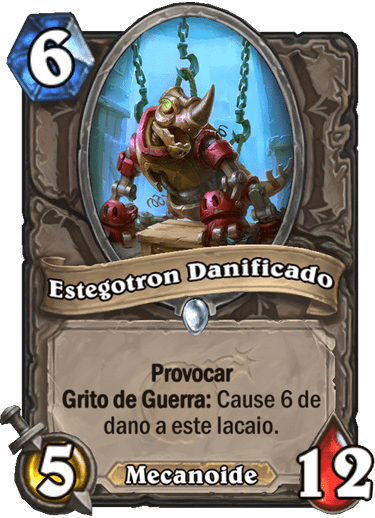 6
Estegotron Danificado
Provocar
Grito de Guerra: Cause 6 de
dano a este lacaio.
5
Mecanoide
12